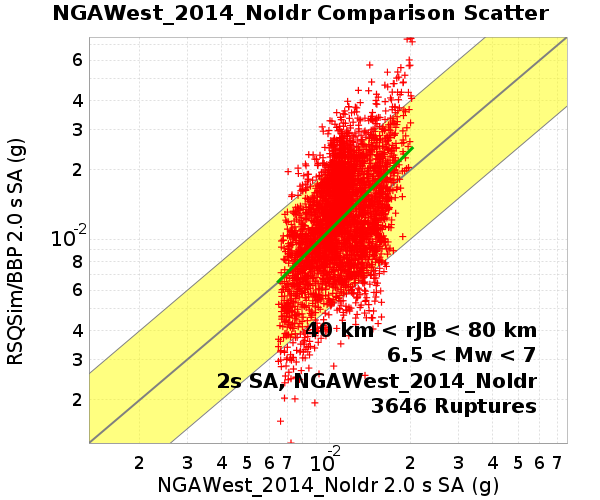 NGAWest_2014_NoIdr Comparison Scatter
RSQSim/BBP 2.0 s SA (g)
6
4
3
2
10⁻²
8
6
4
3
2
40 km < rJB < 80 km
6.5 < Mw < 7
2s SA, NGAWest_2014_NoIdr
3646 Ruptures
2 3 4 5 6 7 10⁻² 2 3 4 5 6 7
NGAWest_2014_NoIdr 2.0 s SA (g)